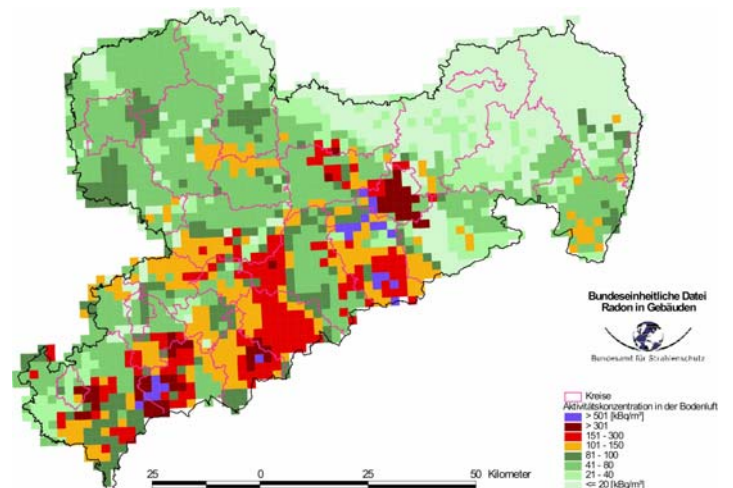 Bundeseinheitliche Datei
Radon in Gebäuden
Bundesamt für Strahlenschutz
Kreise
Aktivitätskonzentration in der Bodenluft
> 501 [kBq/m³]
> 301
151 - 300
101 - 150
81 - 100
41 - 80
21 - 40
<= 20 [kBq/m³]
25 0 25 50 Kilometer